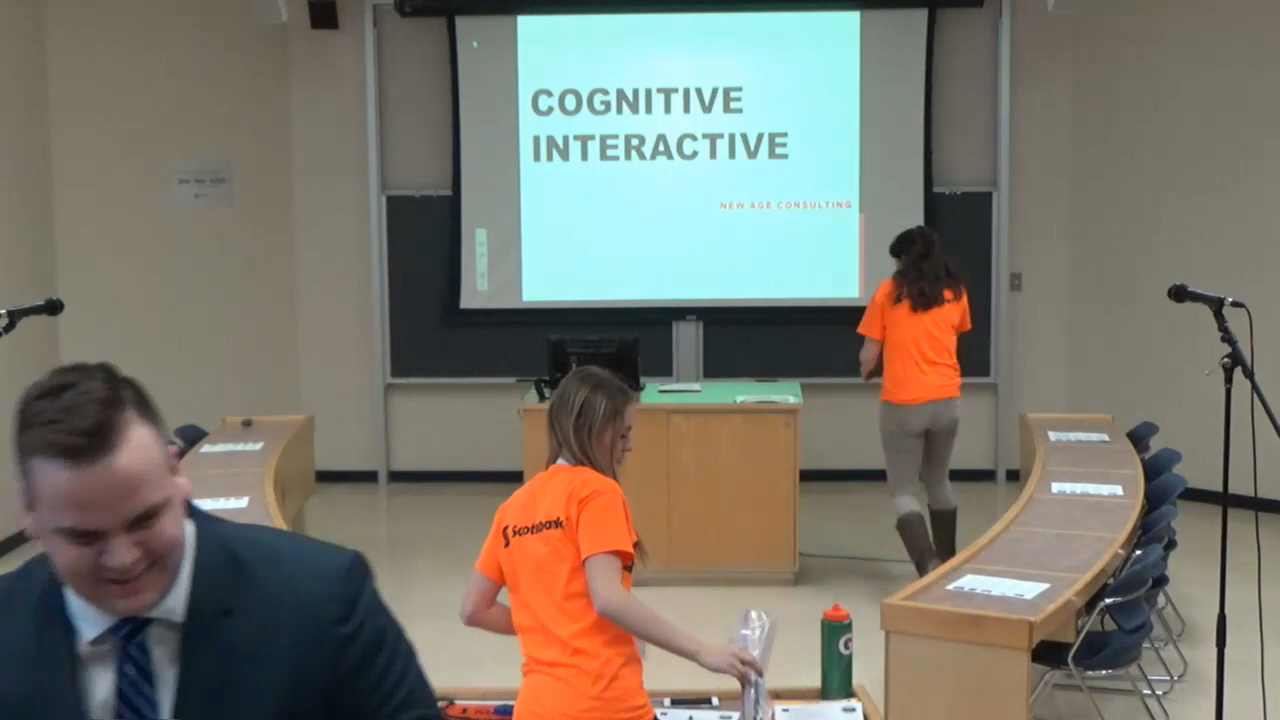 COGNITIVE
INTERACTIVE
NEW AGE CONSULTING
Scotiabank
G